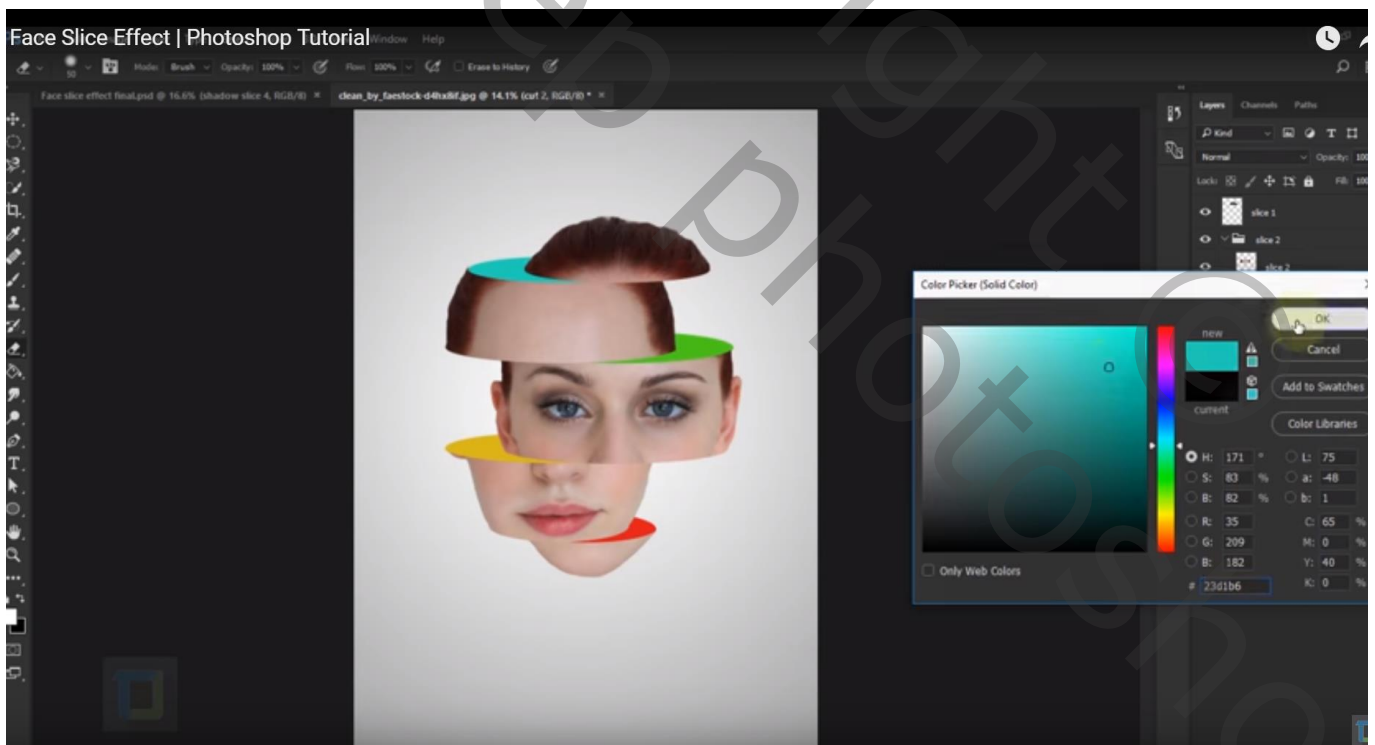 Face Slice Effect | Photoshop Tutorial
Window Help
50 Mode: Brush Opacity: 100% Flow: 100% Erase to History
Face slice effect final.psd @ 16.6% (shadow slice 4, RGB/8) × clean_by_faestock-d4hx8if.jpg @ 14.1% (cut 2, RGB/8) * ×
Layers Channels Paths
Kind
Normal Opacity: 100
Lock: Fill: 100
slice 1
slice 2
slice 2
Color Picker (Solid Color)
new
OK
Cancel
Add to Swatches
current
Color Libraries
H: 171 ° L: 75
S: 83 % a: -48
B: 82 % b: 1
R: 35 C: 65 %
G: 209 M: 0 %
B: 182 Y: 40 %
Only Web Colors
# 23d1b6 K: 0 %